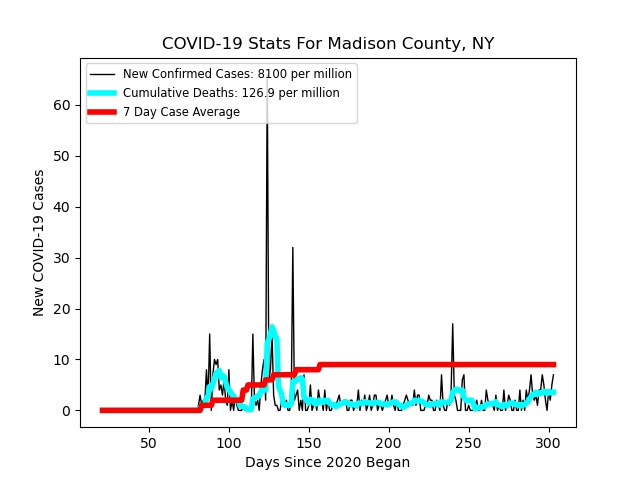 COVID-19 Stats For Madison County, NY
New Confirmed Cases: 8100 per million
Cumulative Deaths: 126.9 per million
7 Day Case Average
New COVID-19 Cases
60
50
40
30
20
10
0
50
100
150
200
250
300
Days Since 2020 Began